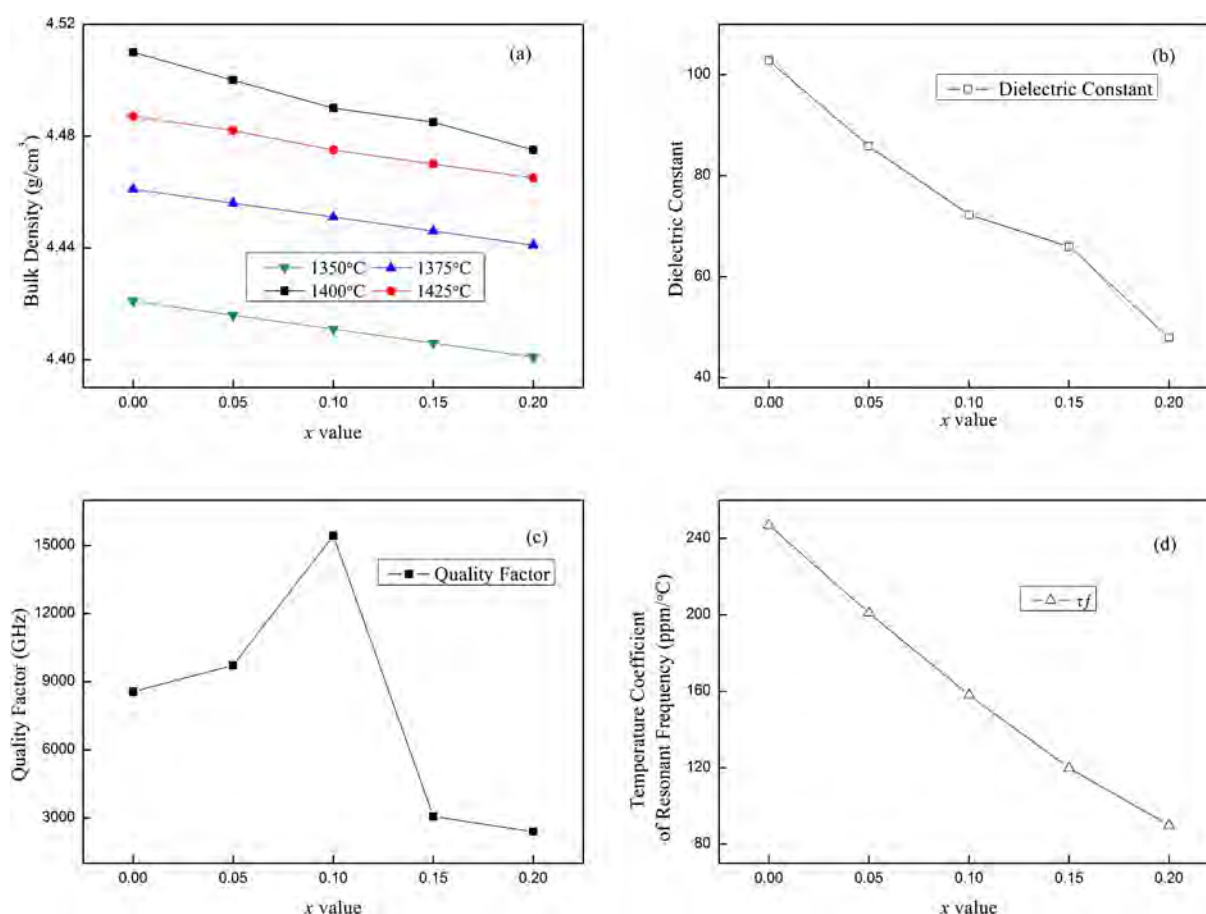 4.52
4.48
4.44
4.40
Bulk Density (g/cm³)
(a)
1350°C 1375°C
1400°C 1425°C
0.00 0.05 0.10 0.15 0.20
x value
100
80
60
40
Dielectric Constant
(b)
Dielectric Constant
0.00 0.05 0.10 0.15 0.20
x value
15000
12000
9000
6000
3000
Quality Factor (GHz)
(c)
Quality Factor
0.00 0.05 0.10 0.15 0.20
x value
240
200
160
120
80
Temperature Coefficient
of Resonant Frequency (ppm/°C)
(d)
τf
0.00 0.05 0.10 0.15 0.20
x value